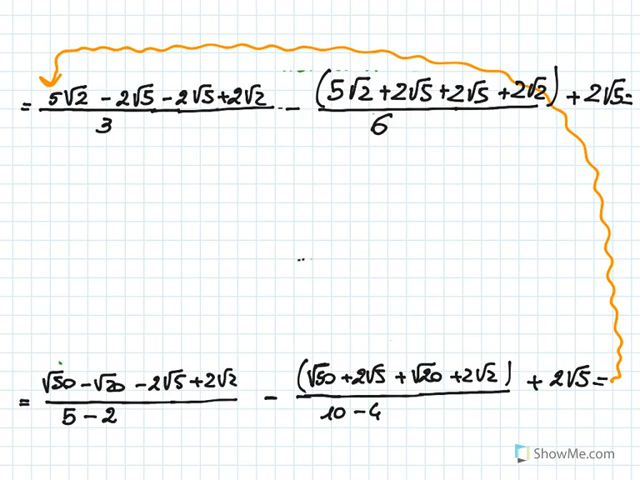 = (5√2 - 2√5 - 2√5 + 2√2)/3 - (5√2 + 2√5 + 2√5 + 2√2)/6 + 2√5 =
= (√50 - √20 - 2√5 + 2√2)/(5 - 2) - (√50 + 2√5 + √20 + 2√2)/(10 - 4) + 2√5 =
ShowMe.com